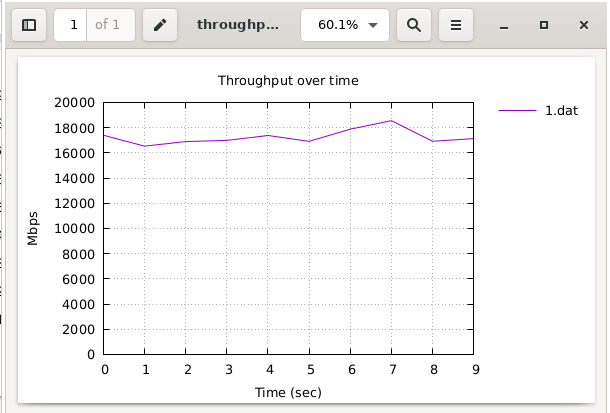 1 of 1
throughp...
60.1%
Throughput over time
1.dat
20000
18000
16000
14000
12000
10000
8000
6000
4000
2000
0
Mbps
0 1 2 3 4 5 6 7 8 9
Time (sec)